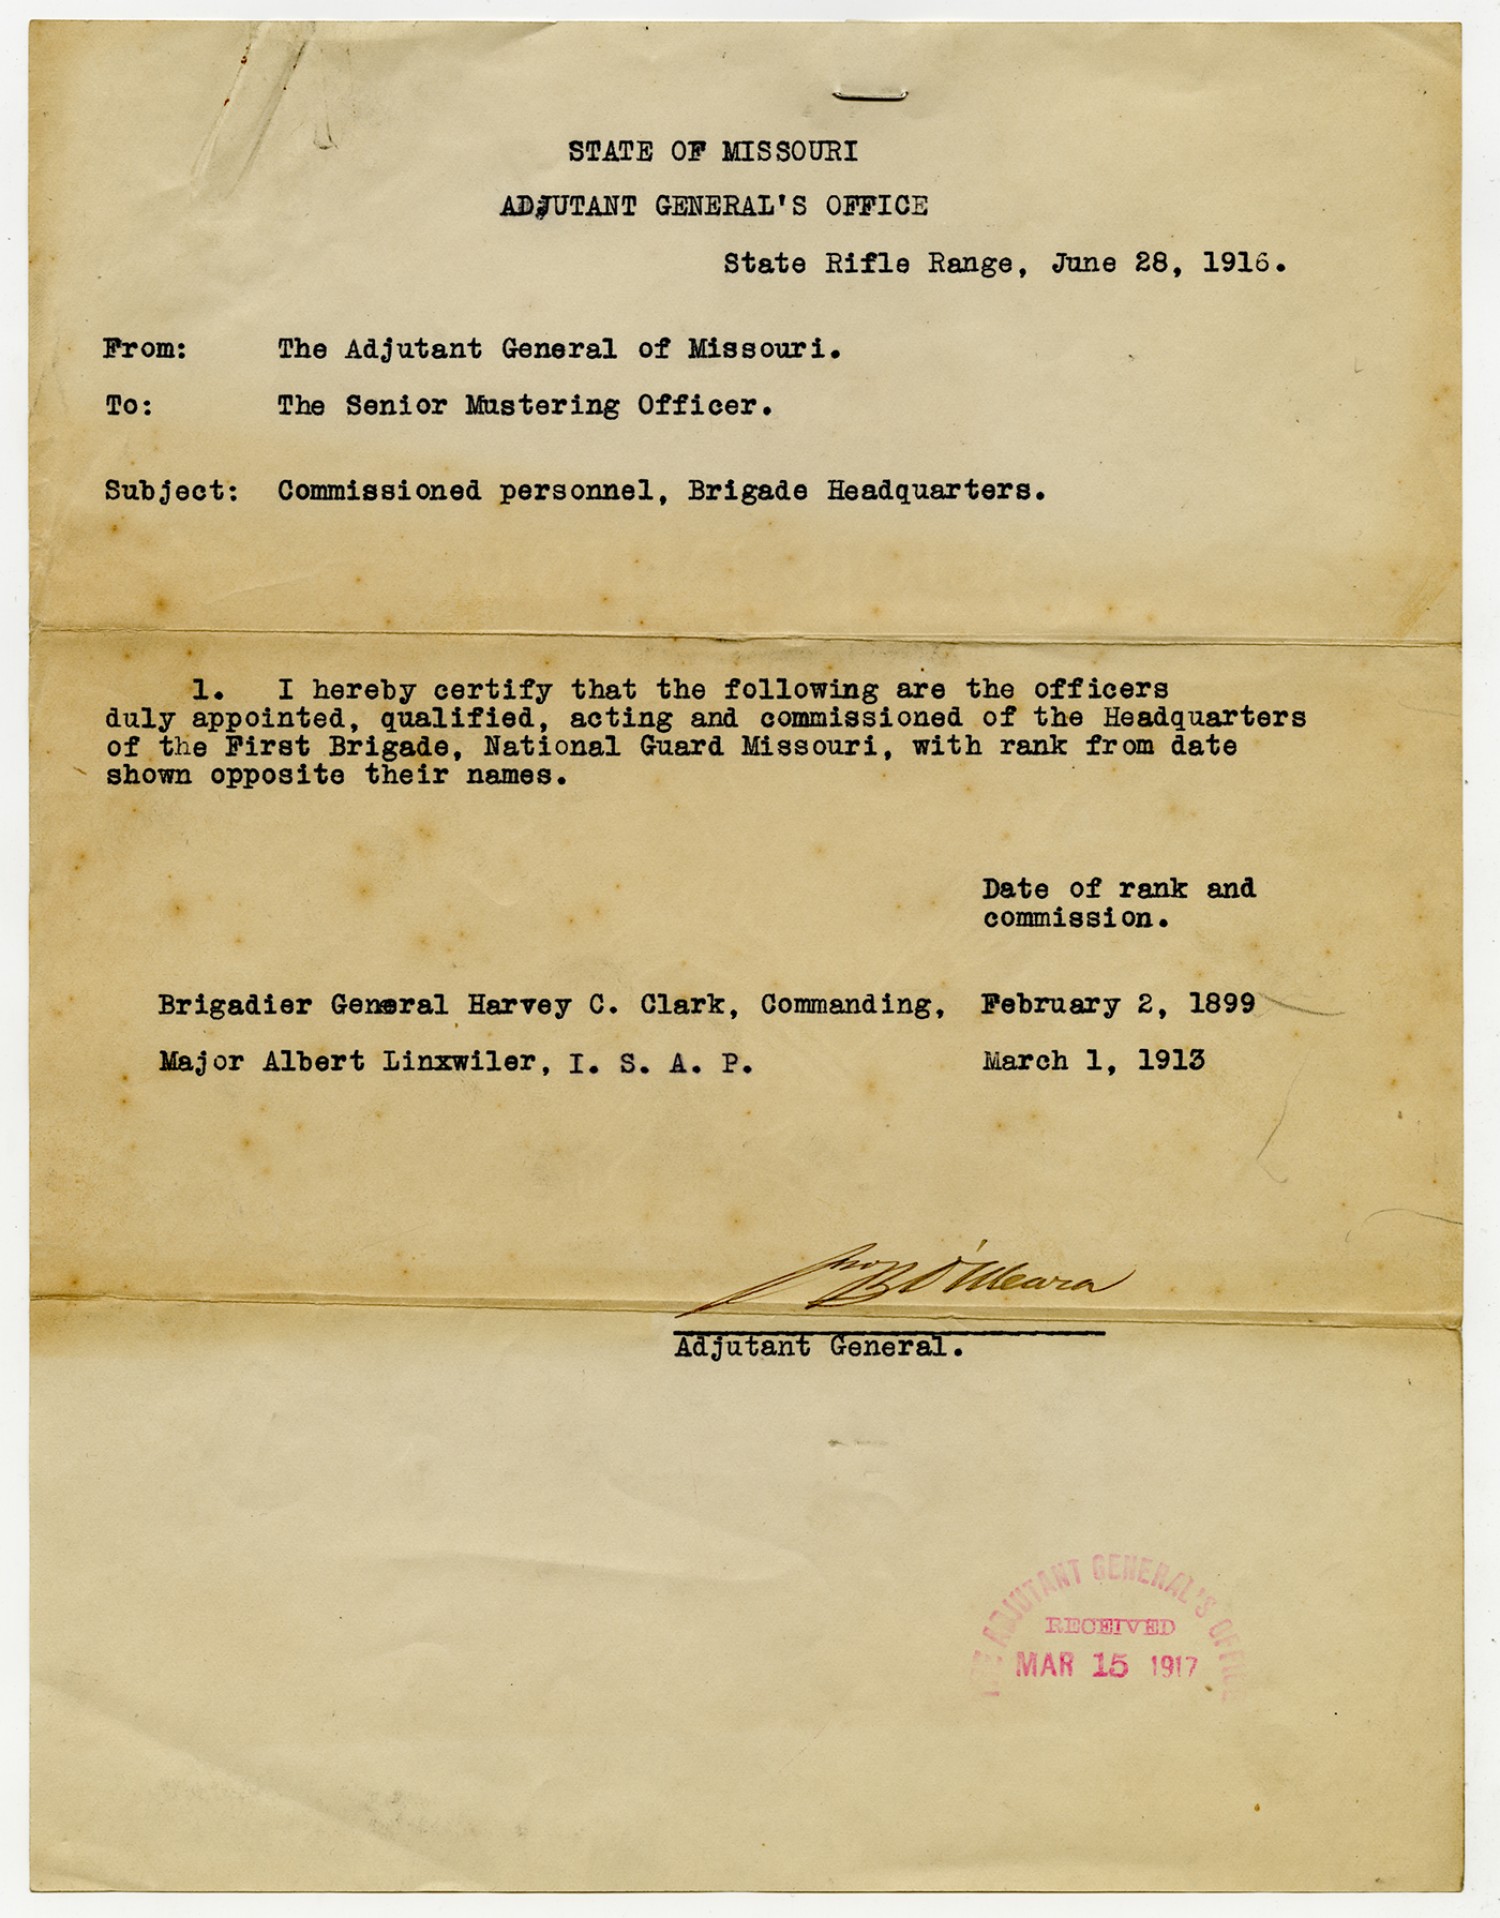 STATE OF MISSOURI
ADJUTANT GENERAL'S OFFICE
State Rifle Range, June 28, 1916.
From: The Adjutant General of Missouri.
To: The Senior Mustering Officer.
Subject: Commissioned personnel, Brigade Headquarters.
1. I hereby certify that the following are the officers
duly appointed, qualified, acting and commissioned of the Headquarters
of the First Brigade, National Guard Missouri, with rank from date
shown opposite their names.
Date of rank and
commission.
Brigadier General Harvey C. Clark, Commanding, February 2, 1899
Major Albert Linxwiler, I. S. A. P. March 1, 1913
Jno B O'Meara
Adjutant General.
THE ADJUTANT GENERAL'S OFFICE
RECEIVED
MAR 15 1917